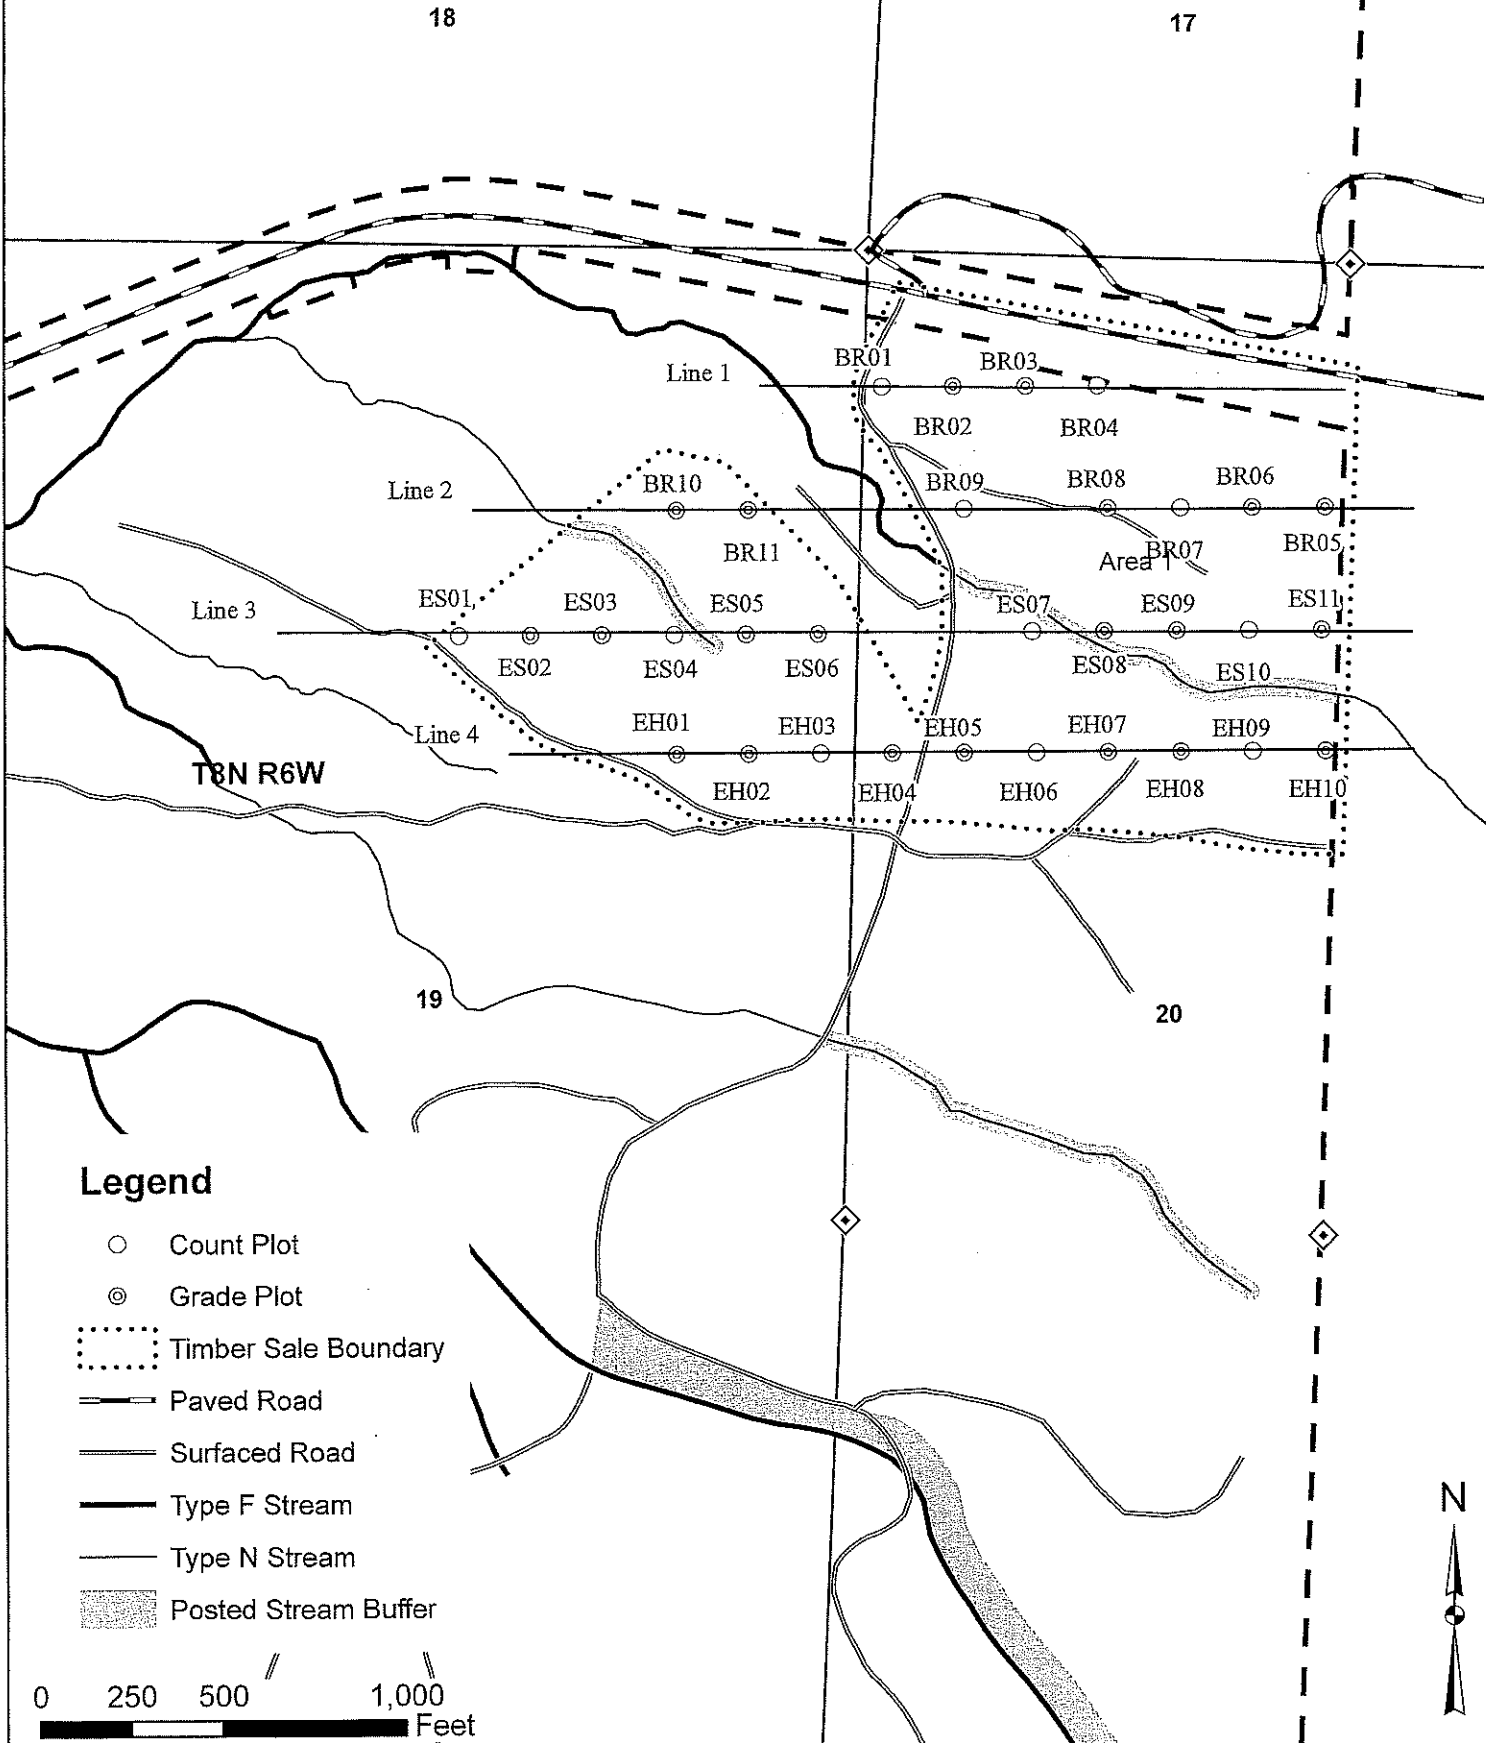 18
17
Line 1
BR01
BR03
BR02
BR04
Line 2
BR10
BR09
BR08
BR06
BR11
BR07
BR05
Area 1
Line 3
ES01
ES03
ES05
ES07
ES09
ES11
ES02
ES04
ES06
ES08
ES10
Line 4
EH01
EH03
EH05
EH07
EH09
T8N R6W
EH02
EH04
EH06
EH08
EH10
19
20
Legend
Count Plot
Grade Plot
Timber Sale Boundary
Paved Road
Surfaced Road
Type F Stream
Type N Stream
Posted Stream Buffer
N
0 250 500 1,000
Feet